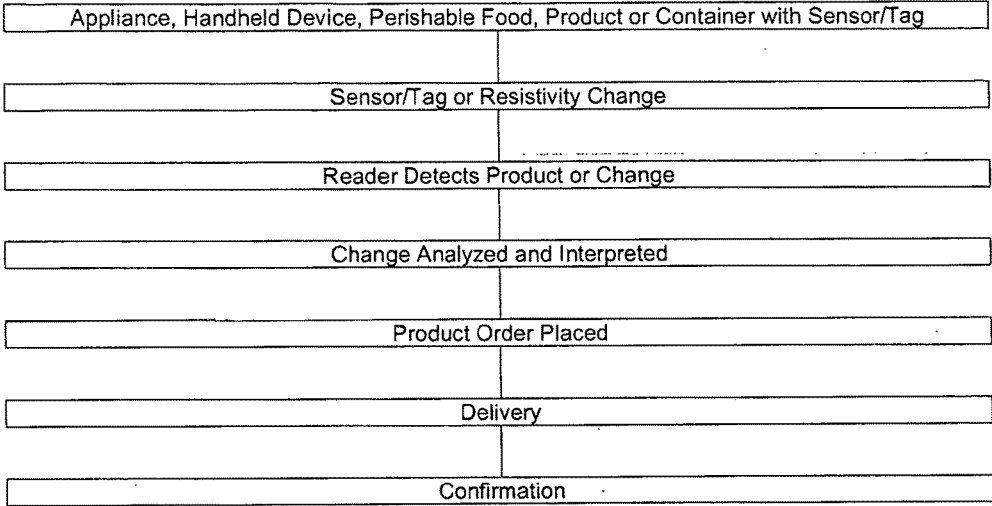 Appliance, Handheld Device, Perishable Food, Product or Container with Sensor/Tag
Sensor/Tag or Resistivity Change
Reader Detects Product or Change
Change Analyzed and Interpreted
Product Order Placed
Delivery
Confirmation